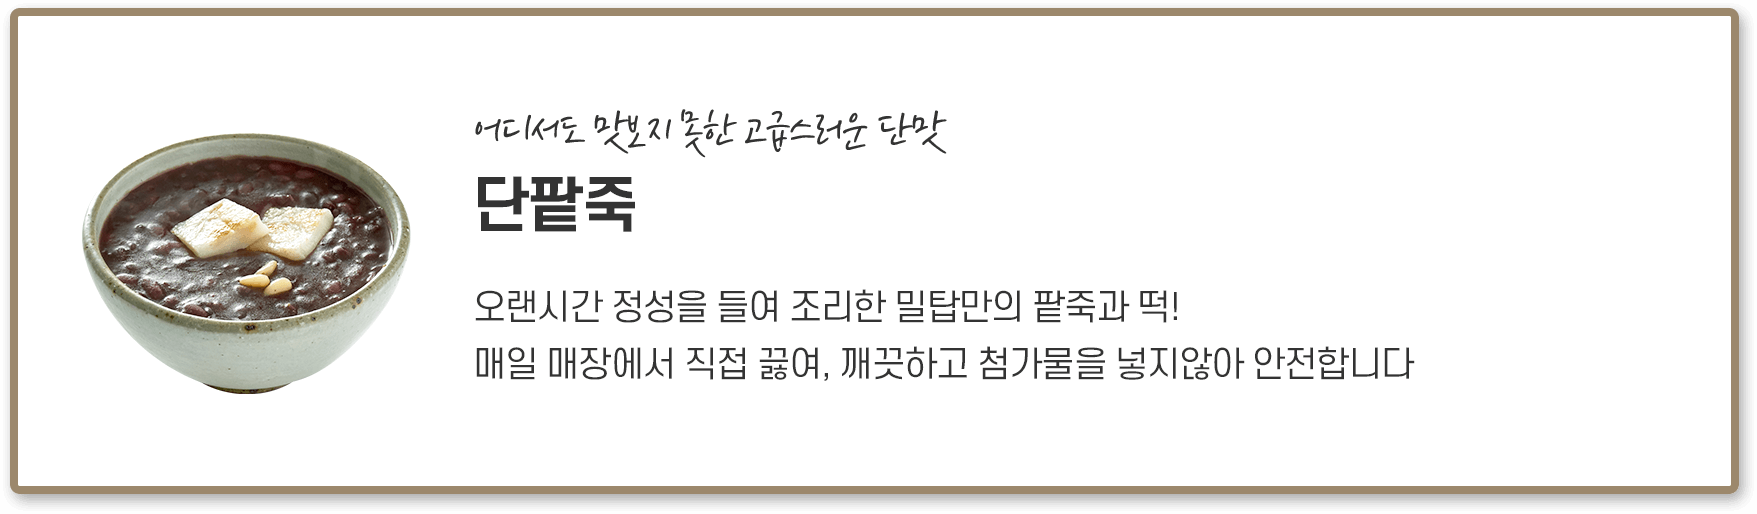 어디서도 맛보지 못한 고급스러운 단맛
단팥죽
오랜시간 정성을 들여 조리한 밀탑만의 팥죽과 떡!
매일 매장에서 직접 끓여, 깨끗하고 첨가물을 넣지않아 안전합니다